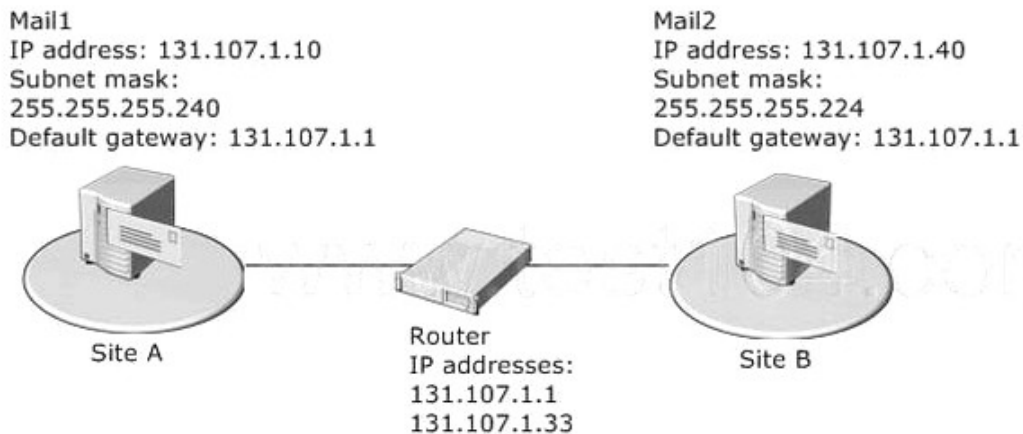 Mail1
IP address: 131.107.1.10
Subnet mask:
255.255.255.240
Default gateway: 131.107.1.1
Mail2
IP address: 131.107.1.40
Subnet mask:
255.255.255.224
Default gateway: 131.107.1.1
Site A
Router
IP addresses:
131.107.1.1
131.107.1.33
Site B